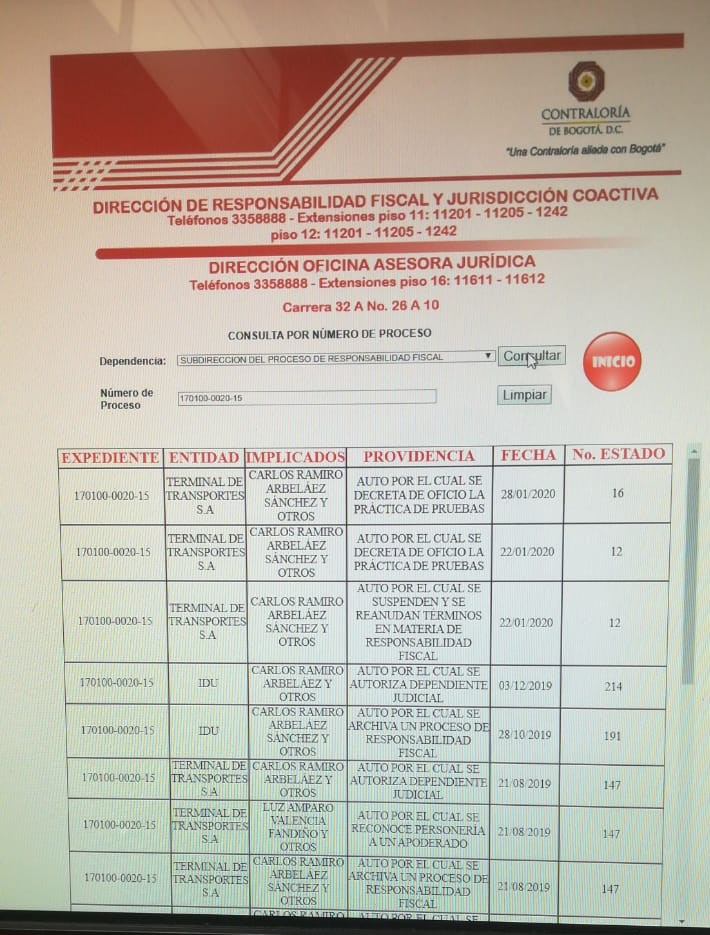 CONTRALORÍA
DE BOGOTÁ, D.C.
"Una Contraloría aliada con Bogotá"
DIRECCIÓN DE RESPONSABILIDAD FISCAL Y JURISDICCIÓN COACTIVA
Teléfonos 3358888 - Extensiones piso 11: 11201 - 11205 - 1242
piso 12: 11201 - 11205 - 1242
DIRECCIÓN OFICINA ASESORA JURÍDICA
Teléfonos 3358888 - Extensiones piso 16: 11611 - 11612
Carrera 32 A No. 26 A 10
CONSULTA POR NÚMERO DE PROCESO
Dependencia: SUBDIRECCION DEL PROCESO DE RESPONSABILIDAD FISCAL Consultar
INICIO
Número de
Proceso
170100-0020-15 Limpiar
EXPEDIENTE ENTIDAD IMPLICADOS PROVIDENCIA FECHA No. ESTADO
170100-0020-15
TERMINAL DE
TRANSPORTES
S.A
CARLOS RAMIRO
ARBELÁEZ
SÁNCHEZ Y
OTROS
AUTO POR EL CUAL SE
DECRETA DE OFICIO LA
PRÁCTICA DE PRUEBAS
28/01/2020
16
170100-0020-15
TERMINAL DE
TRANSPORTES
S.A
CARLOS RAMIRO
ARBELÁEZ
SÁNCHEZ Y
OTROS
AUTO POR EL CUAL SE
DECRETA DE OFICIO LA
PRÁCTICA DE PRUEBAS
22/01/2020
12
170100-0020-15
TERMINAL DE
TRANSPORTES
S.A
CARLOS RAMIRO
ARBELÁEZ
SÁNCHEZ Y
OTROS
AUTO POR EL CUAL SE
SUSPENDEN Y SE
REANUDAN TÉRMINOS
EN MATERIA DE
RESPONSABILIDAD
FISCAL
22/01/2020
12
170100-0020-15
IDU
CARLOS RAMIRO
ARBELÁEZ Y
OTROS
AUTO POR EL CUAL SE
AUTORIZA DEPENDIENTE
JUDICIAL
03/12/2019
214
170100-0020-15
IDU
CARLOS RAMIRO
ARBELÁEZ
SÁNCHEZ Y
OTROS
AUTO POR EL CUAL SE
ARCHIVA UN PROCESO DE
RESPONSABILIDAD
FISCAL
28/10/2019
191
170100-0020-15
TERMINAL DE
TRANSPORTES
S.A
CARLOS RAMIRO
ARBELÁEZ Y
OTROS
AUTO POR EL CUAL SE
AUTORIZA DEPENDIENTE
JUDICIAL
21/08/2019
147
170100-0020-15
TERMINAL DE
TRANSPORTES
S.A
LUZ AMPARO
VALENCIA
FANDIÑO Y
OTROS
AUTO POR EL CUAL SE
RECONOCE PERSONERÍA
A UN APODERADO
21/08/2019
147
170100-0020-15
TERMINAL DE
TRANSPORTES
S.A
CARLOS RAMIRO
ARBELÁEZ
SÁNCHEZ Y
OTROS
AUTO POR EL CUAL SE
ARCHIVA UN PROCESO DE
RESPONSABILIDAD
FISCAL
21/08/2019
147
CARLOS RAMIRO
AUTO POR EL CUAL SE